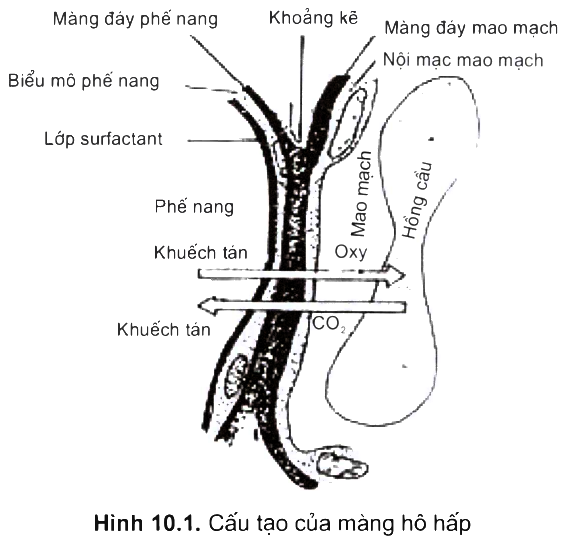 Màng đáy phế nang
Khoảng kẽ
Màng đáy mao mạch
Nội mạc mao mạch
Biểu mô phế nang
Lớp surfactant
Phế nang
Mao mạch
Hồng cầu
Khuếch tán
Oxy
Khuếch tán
CO₂
Hình 10.1. Cấu tạo của màng hô hấp